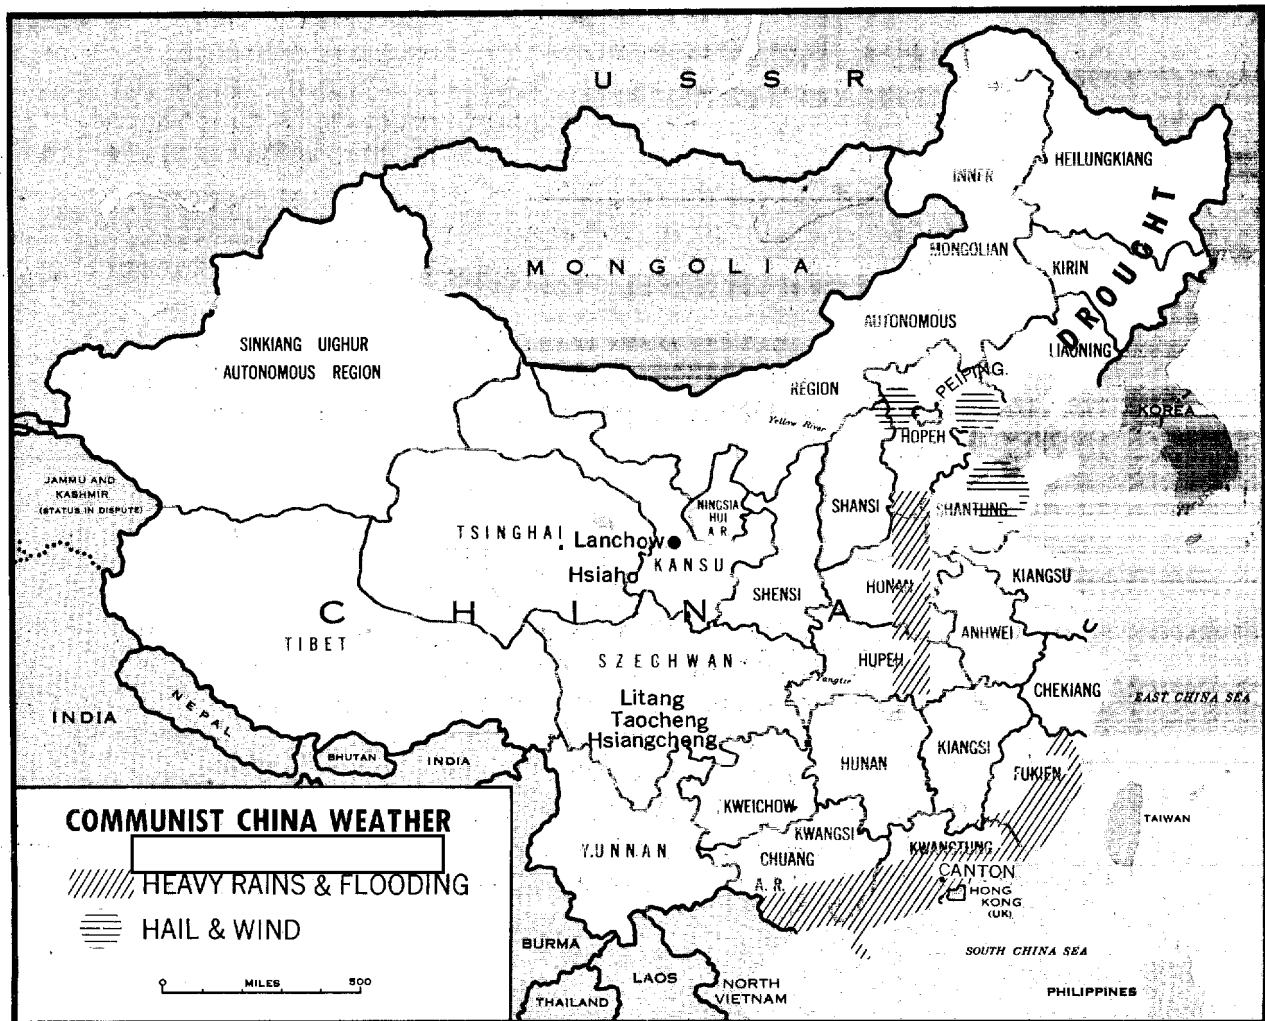 U S S R
HEILUNGKIANG
INNER
MONGOLIAN
MONGOLIA
KIRIN
DROUGHT
AUTONOMOUS
LIAONING
SINKIANG UIGHUR
AUTONOMOUS REGION
REGION
PEIPING
Yellow River
HOPEH
KOREA
JAMMU AND
KASHMIR
(STATUS IN DISPUTE)
NINGSIA
HUI
A.R.
SHANSI
SHANTUNG
TSINGHAI
Lanchow
KANSU
Hsiaho
SHENSI
HONAN
KIANGSU
C H I N A
TIBET
ANHWEI
SZECHWAN
HUPEH
Yangtze
Litang
Taocheng
Hsiangcheng
CHEKIANG
EAST CHINA SEA
INDIA
NEPAL
BHUTAN
INDIA
HUNAN
KIANGSI
FUKIEN
KWEICHOW
TAIWAN
KWANGSI
CHUANG
A. R.
YUNNAN
KWANGTUNG
CANTON
HONG
KONG
(UK)
COMMUNIST CHINA WEATHER
HEAVY RAINS & FLOODING
HAIL & WIND
0 MILES 500
BURMA
LAOS
THAILAND
NORTH
VIETNAM
SOUTH CHINA SEA
PHILIPPINES